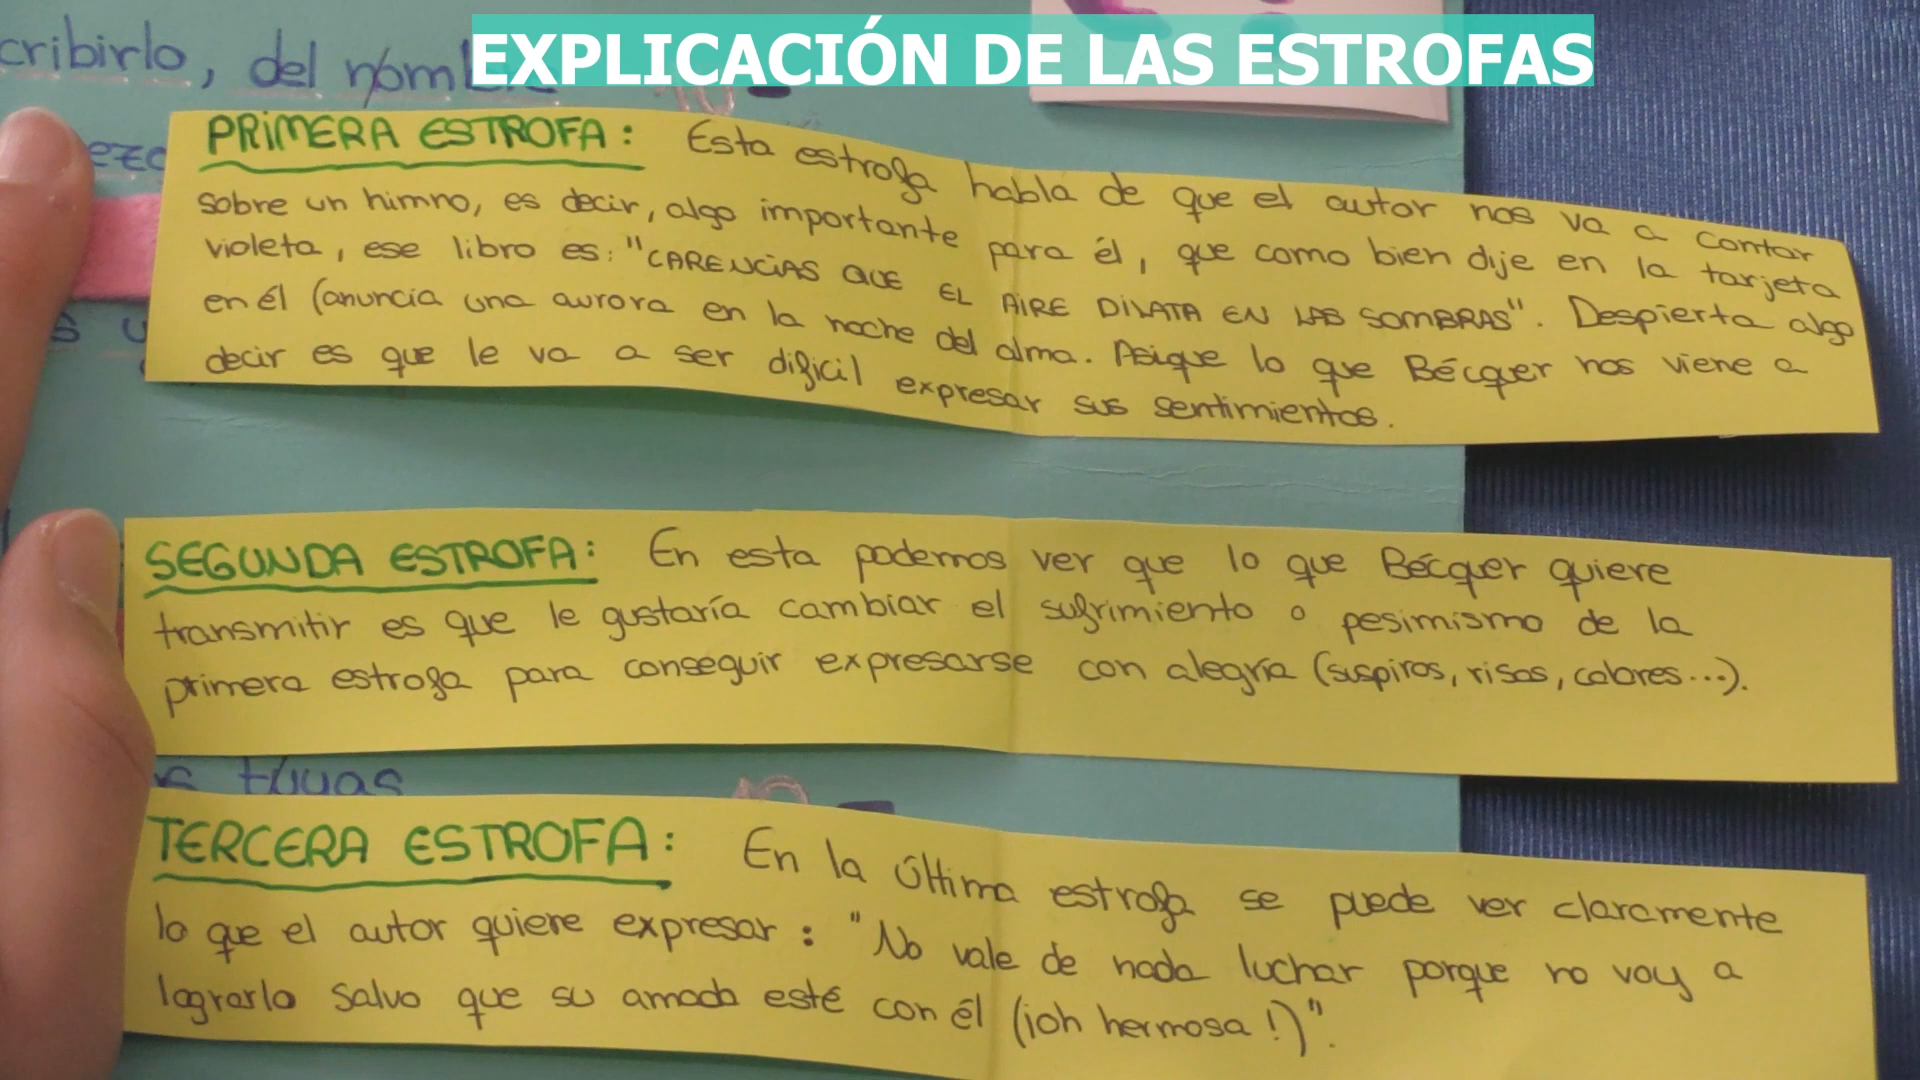 EXPLICACIÓN DE LAS ESTROFAS
cribirlo, del
PRIMERA ESTROFA: Esta estrofa habla de que el autor nos va a contar
sobre un himno, es decir, algo importante para él, que como bien dije en la tarjeta
violeta, ese libro es: "CARENCIAS QUE EL AIRE DILATA EN LAS SOMBRAS". Despierta algo
en él (anuncia una aurora en la noche del alma. Asique lo que Bécquer nos viene a
decir es que le va a ser dificil expresar sus sentimientos.
SEGUNDA ESTROFA: En esta podemos ver que lo que Bécquer quiere
transmitir es que le gustaría cambiar el sufrimiento o pesimismo de la
primera estrofa para conseguir expresarse con alegría (suspiros, risas, colores...).
tuyas
TERCERA ESTROFA: En la última estrofa se puede ver claramente
lo que el autor quiere expresar: "No vale de nada luchar porque no voy a
lograrlo salvo que su amada esté con él (¡oh hermosa!)".